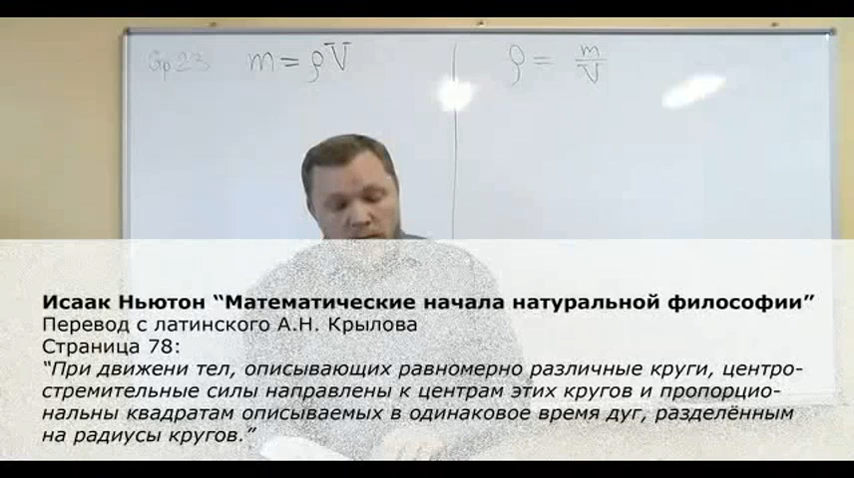 Gр 23 m = ρV ρ = m/V
Исаак Ньютон “Математические начала натуральной философии”
Перевод с латинского А.Н. Крылова
Страница 78:
“При движени тел, описывающих равномерно различные круги, центро-
стремительные силы направлены к центрам этих кругов и пропорцио-
нальны квадратам описываемых в одинаковое время дуг, разделённым
на радиусы кругов.”